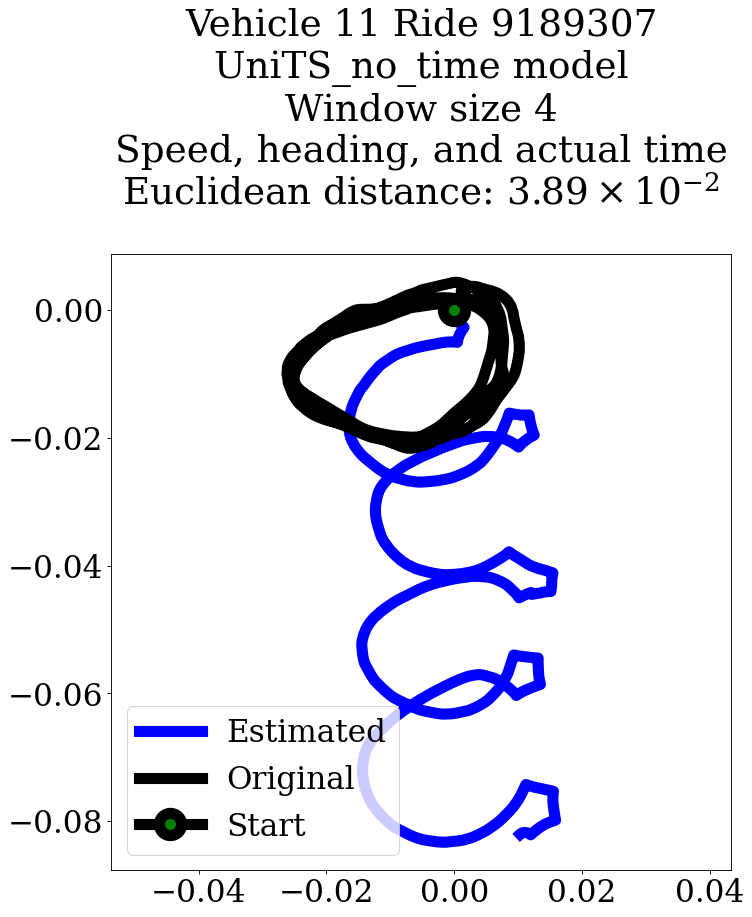 Vehicle 11 Ride 9189307
UniTS_no_time model
Window size 4
Speed, heading, and actual time
Euclidean distance: 3.89 × 10⁻²
0.00
−0.02
−0.04
−0.06
−0.08
Estimated
Original
Start
−0.04 −0.02 0.00 0.02 0.04